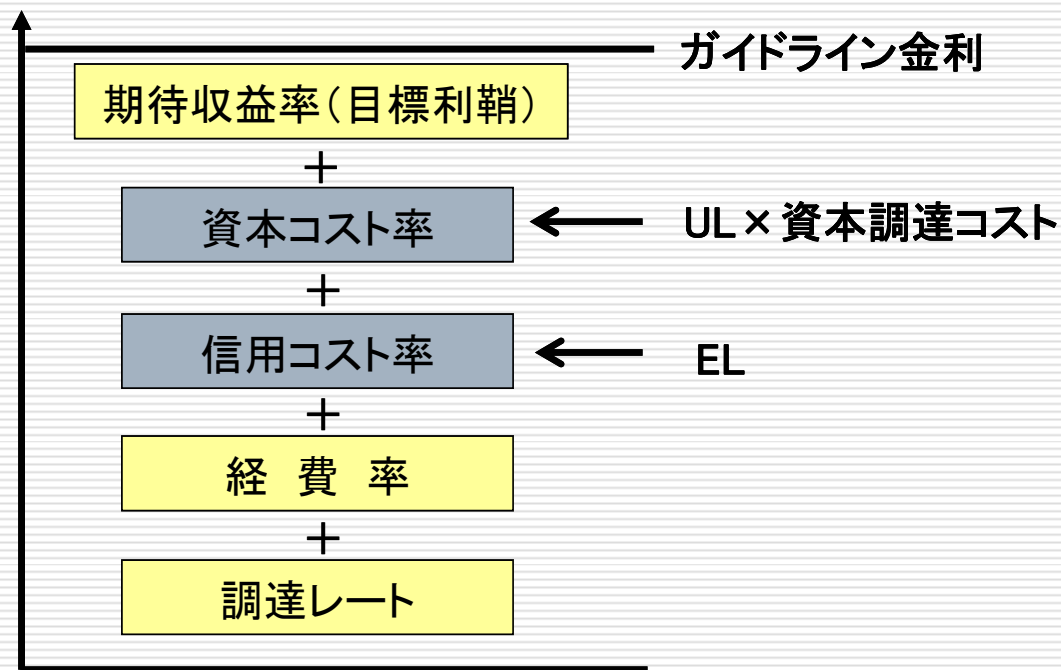 ガイドライン金利
期待収益率(目標利鞘)
+
資本コスト率
UL×資本調達コスト
+
信用コスト率
EL
+
経 費 率
+
調達レート